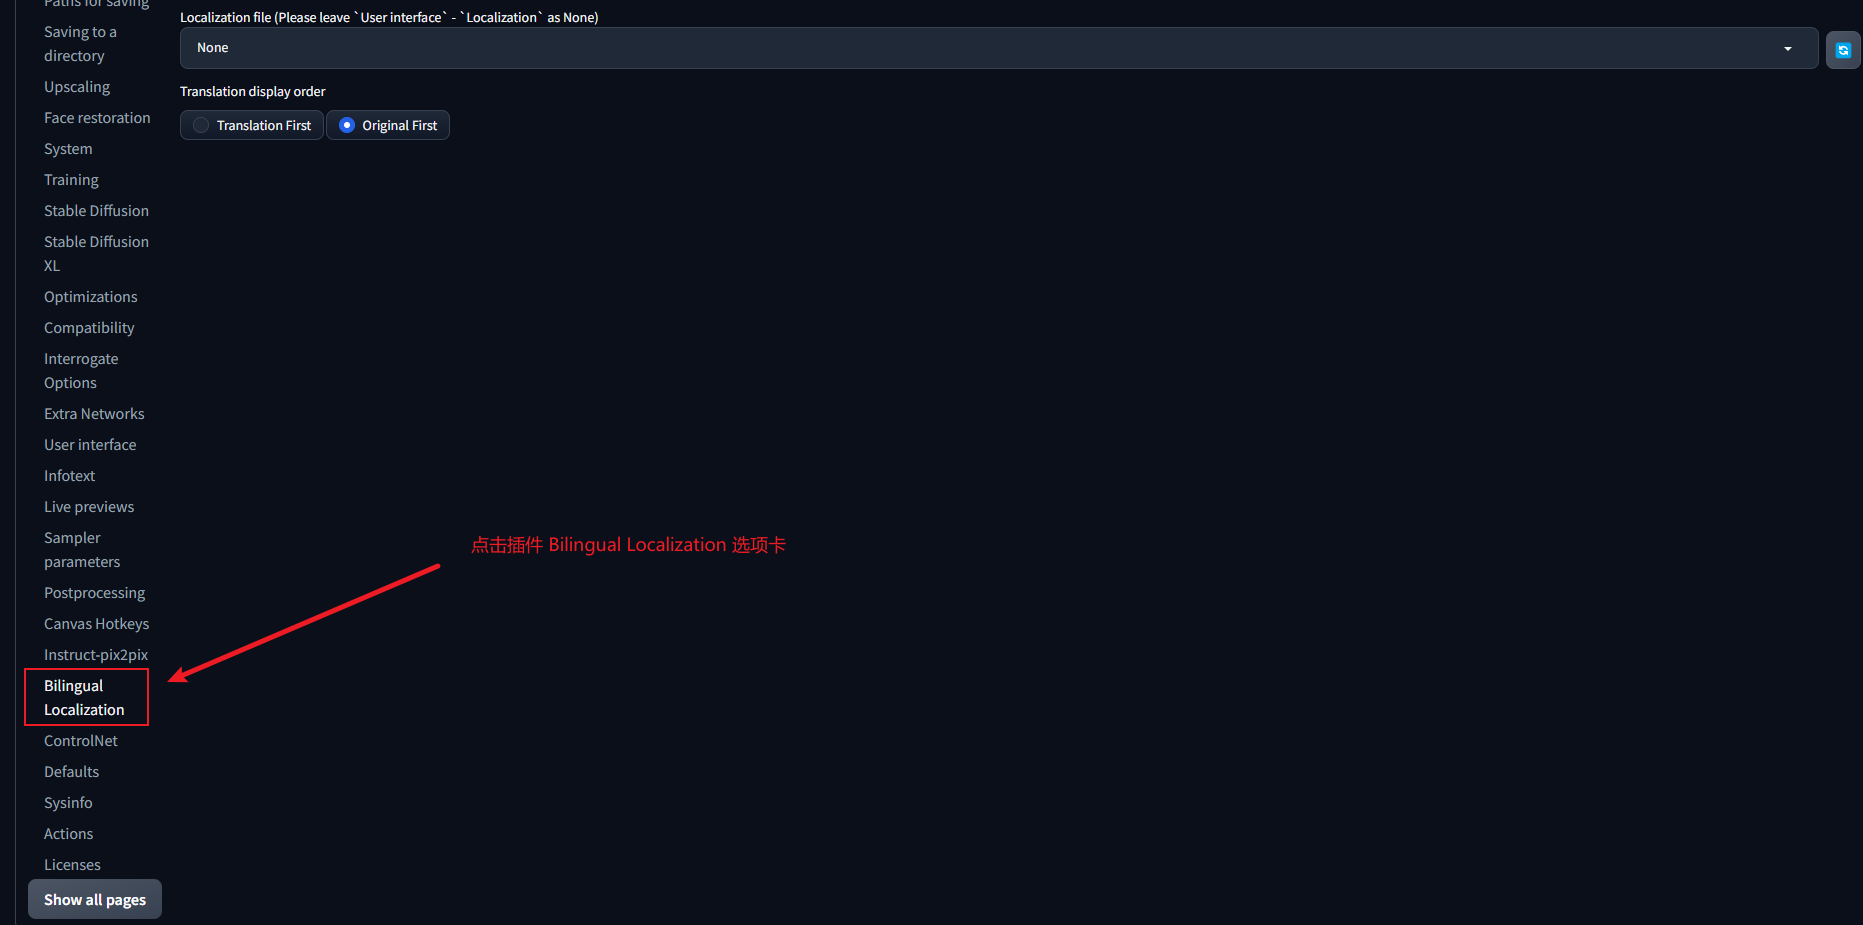 Paths for saving
Saving to a
directory
Upscaling
Face restoration
System
Training
Stable Diffusion
Stable Diffusion
XL
Optimizations
Compatibility
Interrogate
Options
Extra Networks
User interface
Infotext
Live previews
Sampler
parameters
Postprocessing
Canvas Hotkeys
Instruct-pix2pix
Bilingual
Localization
ControlNet
Defaults
Sysinfo
Actions
Licenses
Show all pages
Localization file (Please leave `User interface` - `Localization` as None)
None
Translation display order
Translation First
Original First
点击插件 Bilingual Localization 选项卡